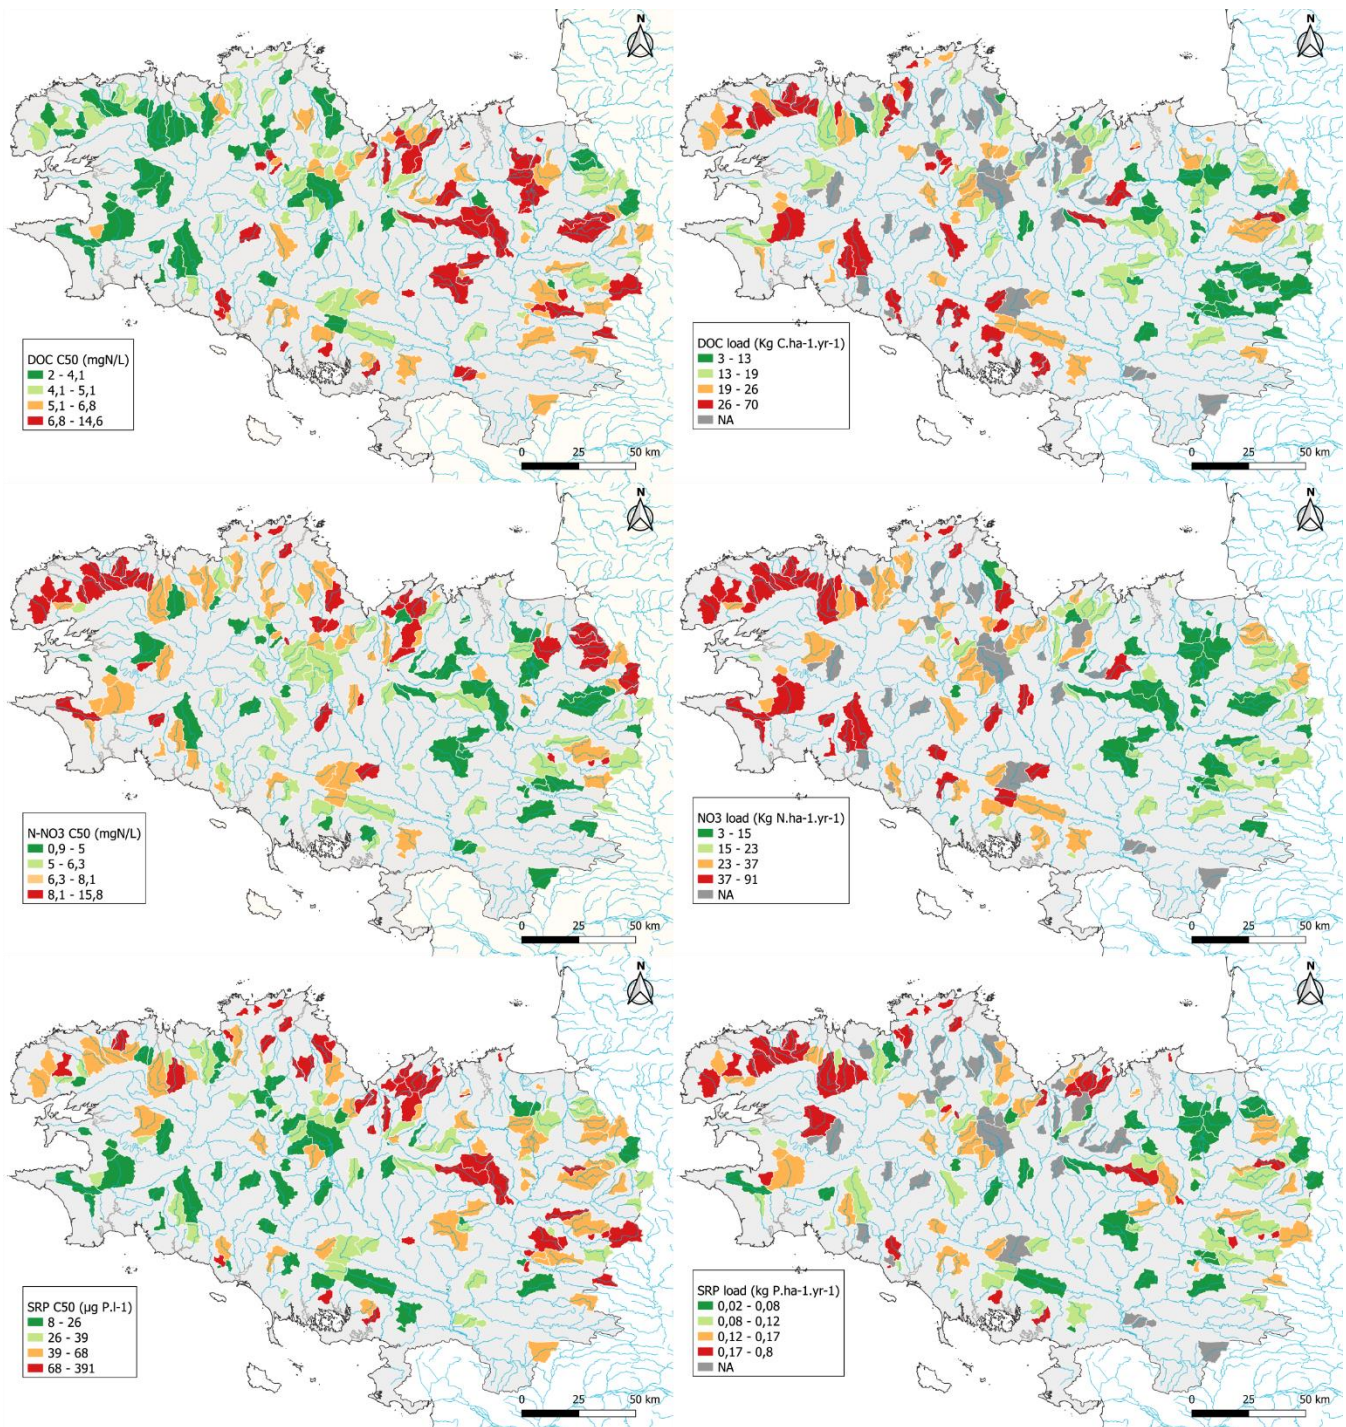 N
DOC C50 (mgN/L)
2 - 4,1
4,1 - 5,1
5,1 - 6,8
6,8 - 14,6
0 25 50 km
N
DOC load (Kg C.ha-1.yr-1)
3 - 13
13 - 19
19 - 26
26 - 70
NA
0 25 50 km
N
N-NO3 C50 (mgN/L)
0,9 - 5
5 - 6,3
6,3 - 8,1
8,1 - 15,8
0 25 50 km
N
NO3 load (Kg N.ha-1.yr-1)
3 - 15
15 - 23
23 - 37
37 - 91
NA
0 25 50 km
N
SRP C50 (µg P.l-1)
8 - 26
26 - 39
39 - 68
68 - 391
0 25 50 km
N
SRP load (kg P.ha-1.yr-1)
0,02 - 0,08
0,08 - 0,12
0,12 - 0,17
0,17 - 0,8
NA
0 25 50 km